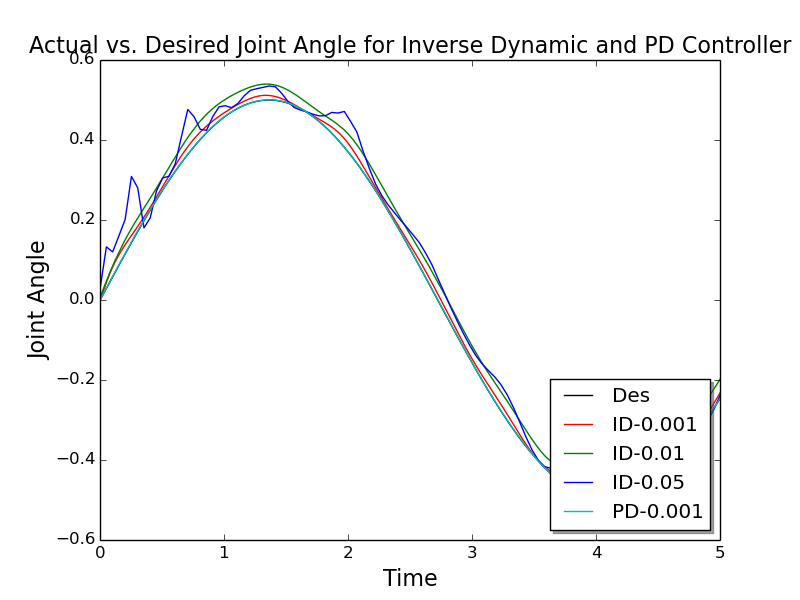 Actual vs. Desired Joint Angle for Inverse Dynamic and PD Controller
0.6
0.4
0.2
0.0
−0.2
−0.4
−0.6
Joint Angle
Des
ID-0.001
ID-0.01
ID-0.05
PD-0.001
0 1 2 3 4 5
Time